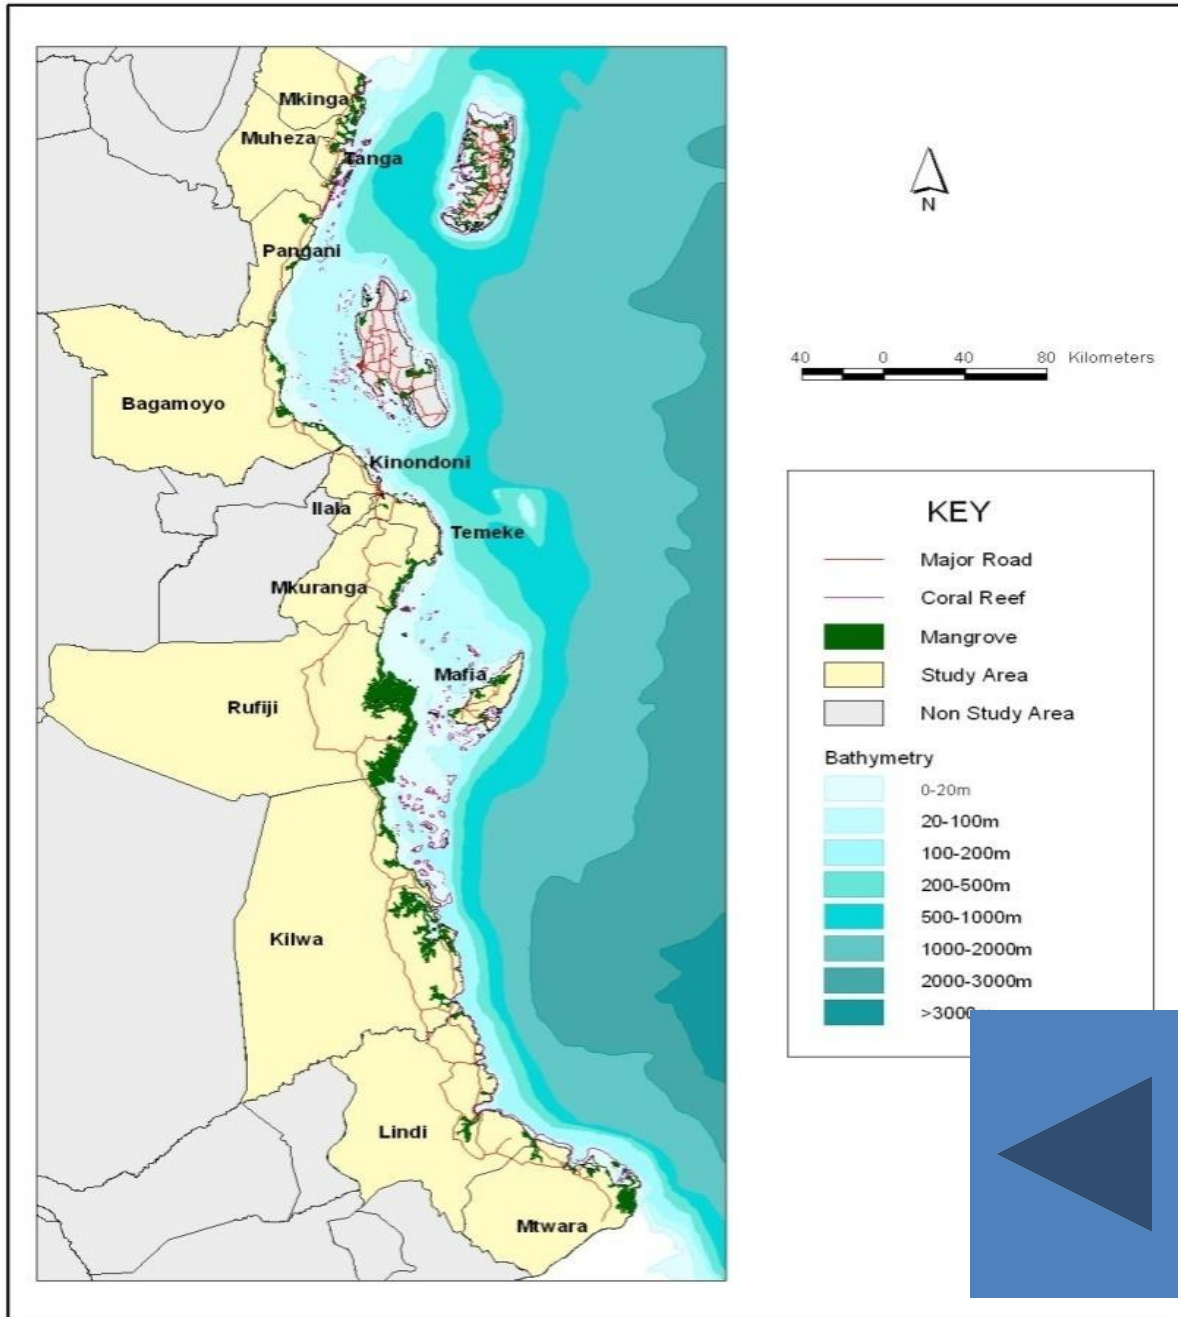 Mkinga
Muheza
Tanga
Pangani
Bagamoyo
Kinondoni
Ilala
Temeke
Mkuranga
Mafia
Rufiji
Kilwa
Lindi
Mtwara
N
40 0 40 80 Kilometers
KEY
Major Road
Coral Reef
Mangrove
Study Area
Non Study Area
Bathymetry
0-20m
20-100m
100-200m
200-500m
500-1000m
1000-2000m
2000-3000m
>3000